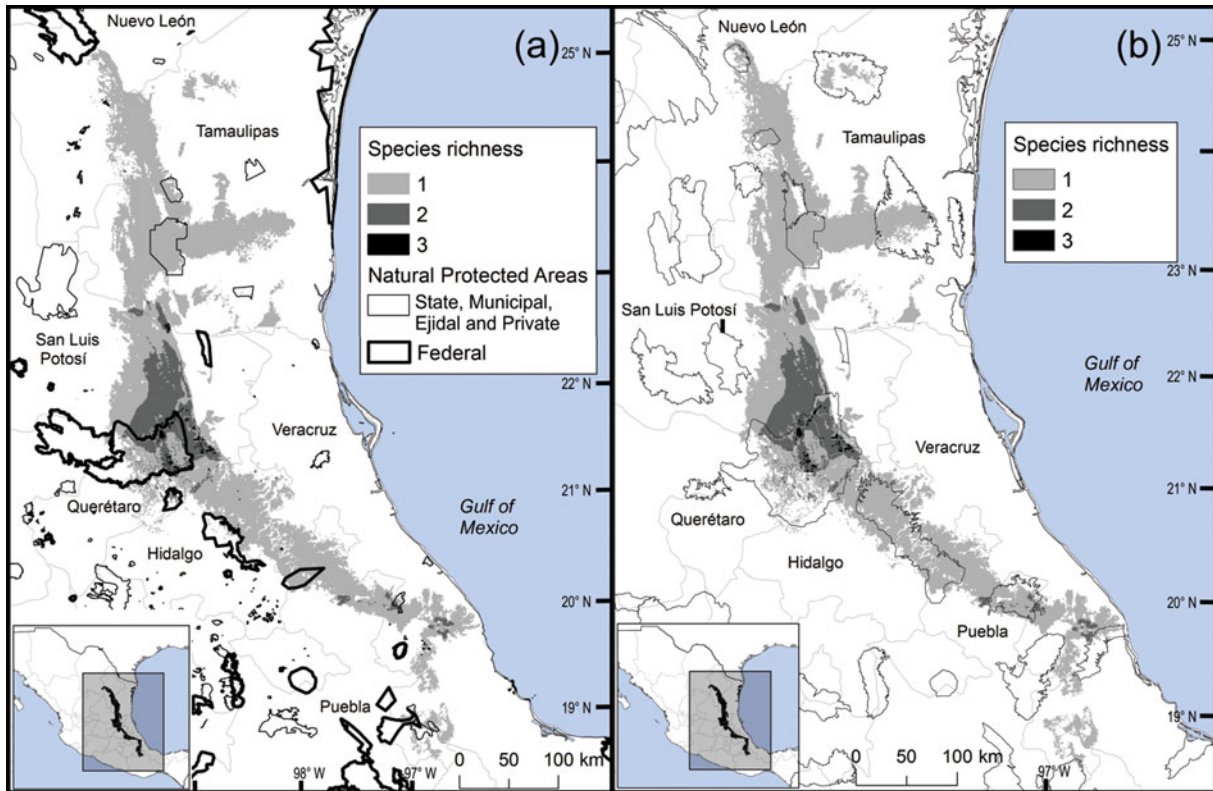 Nuevo León
(a)
25° N
Tamaulipas
Species richness
1
2
3
Natural Protected Areas
State, Municipal,
Ejidal and Private
Federal
San Luis
Potosí
22° N
Veracruz
21° N
Querétaro
Gulf of
Mexico
Hidalgo
20° N
Puebla
19° N
98° W
97° W
0 50 100 km
Nuevo León
(b)
25° N
Tamaulipas
Species richness
1
2
3
23° N
San Luis Potosí
22° N
Gulf of
Mexico
Veracruz
21° N
Querétaro
Hidalgo
20° N
Puebla
19° N
0 50 100 km
97° W